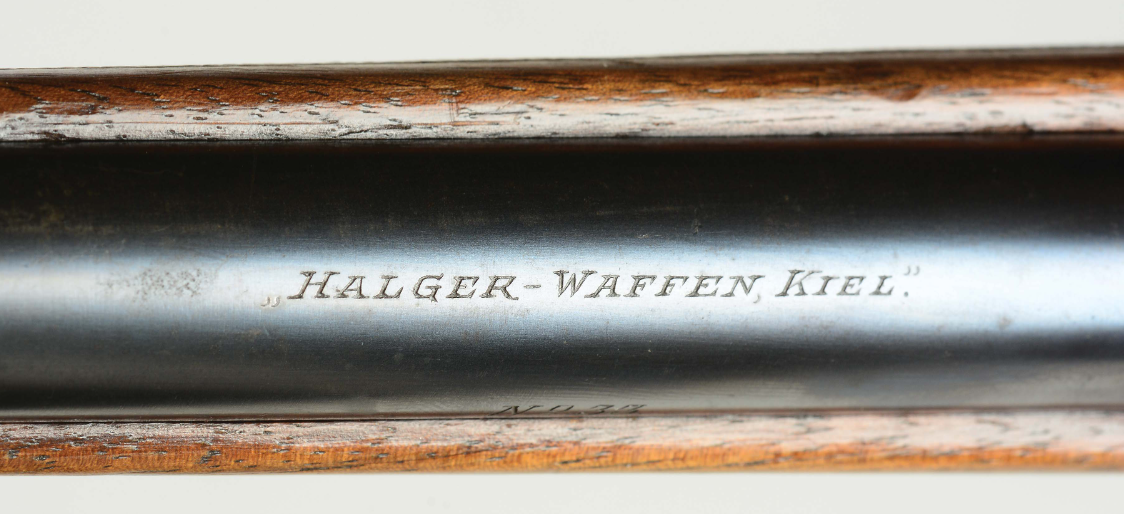 „HALGER-WAFFEN, KIEL."